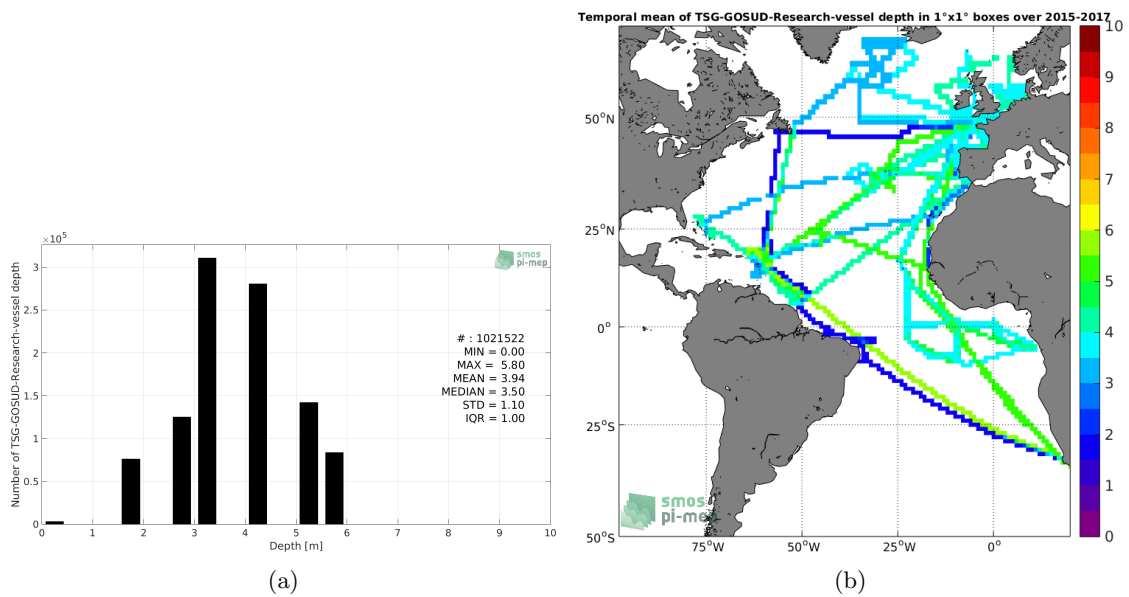 ×10⁵
3
2.5
2
1.5
1
0.5
0
Number of TSG-GOSUD-Research-vessel depth
smos
pi-mep
# : 1021522
MIN = 0.00
MAX = 5.80
MEAN = 3.94
MEDIAN = 3.50
STD = 1.10
IQR = 1.00
0 1 2 3 4 5 6 7 8 9 10
Depth [m]
(a)
Temporal mean of TSG-GOSUD-Research-vessel depth in 1°x1° boxes over 2015-2017
50°N
25°N
0°
25°S
50°S
75°W 50°W 25°W 0°
smos
pi-mep
10
9
8
7
6
5
4
3
2
1
0
(b)